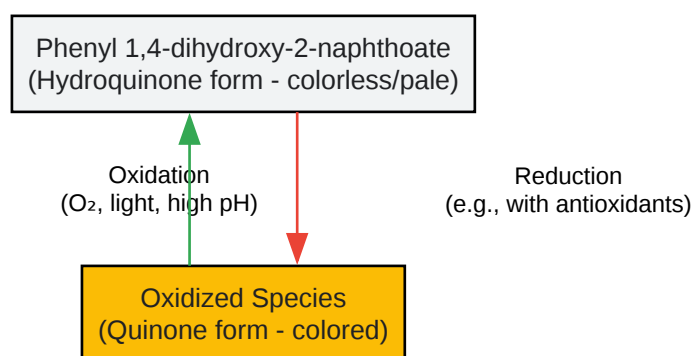 Phenyl 1,4-dihydroxy-2-naphthoate
(Hydroquinone form - colorless/pale)
Oxidation
(O₂, light, high pH)
Reduction
(e.g., with antioxidants)
Oxidized Species
(Quinone form - colored)